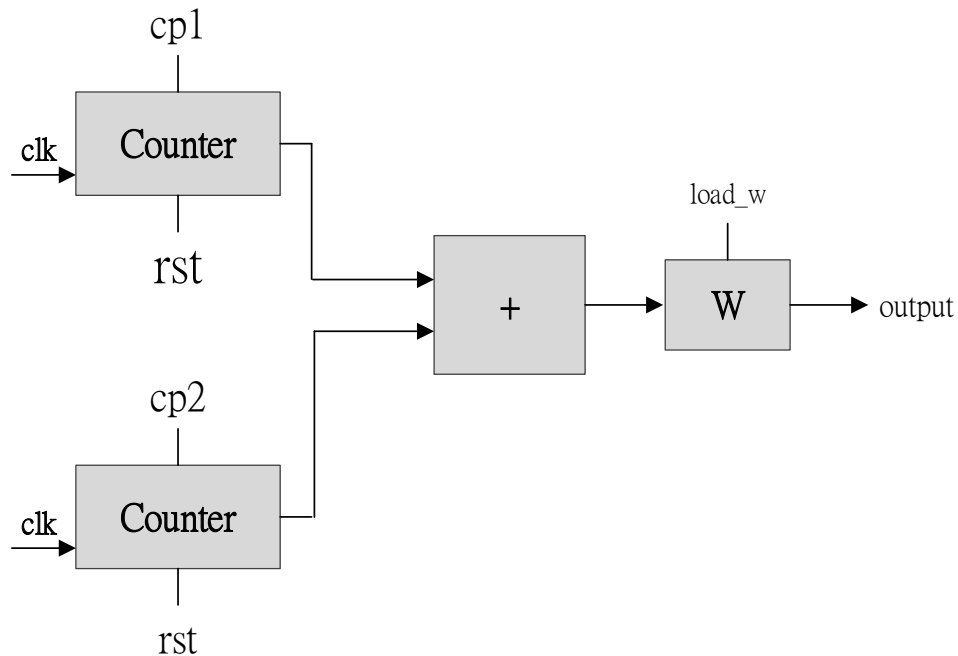 cp1
clk
Counter
rst
load_w
+
W
output
cp2
clk
Counter
rst